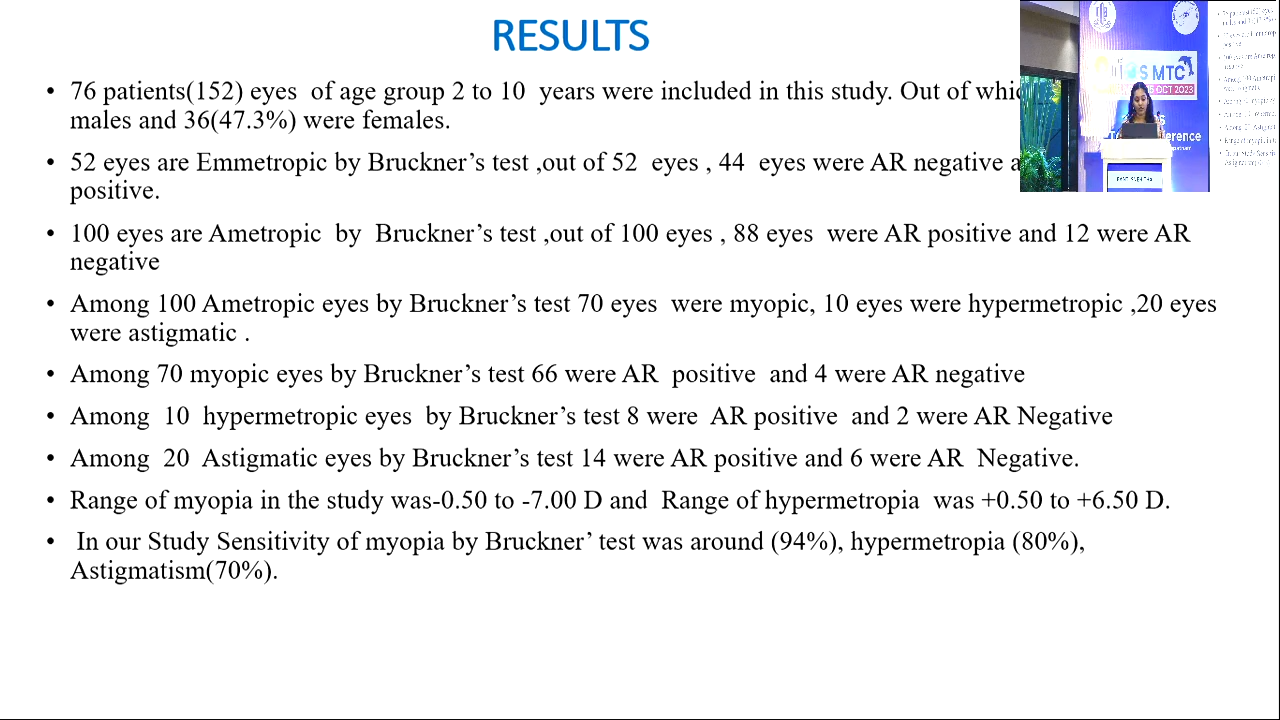 RESULTS
• 76 patients(152) eyes of age group 2 to 10 years were included in this study. Out of
males and 36(47.3%) were females.
• 52 eyes are Emmetropic by Bruckner’s test ,out of 52 eyes , 44 eyes were AR negative
positive.
• 100 eyes are Ametropic by Bruckner’s test ,out of 100 eyes , 88 eyes were AR positive and 12 were AR
negative
• Among 100 Ametropic eyes by Bruckner’s test 70 eyes were myopic, 10 eyes were hypermetropic ,20 eyes
were astigmatic .
• Among 70 myopic eyes by Bruckner’s test 66 were AR positive and 4 were AR negative
• Among 10 hypermetropic eyes by Bruckner’s test 8 were AR positive and 2 were AR Negative
• Among 20 Astigmatic eyes by Bruckner’s test 14 were AR positive and 6 were AR Negative.
• Range of myopia in the study was-0.50 to -7.00 D and Range of hypermetropia was +0.50 to +6.50 D.
• In our Study Sensitivity of myopia by Bruckner’ test was around (94%), hypermetropia (80%),
Astigmatism(70%).
S MTC
OCT 2023